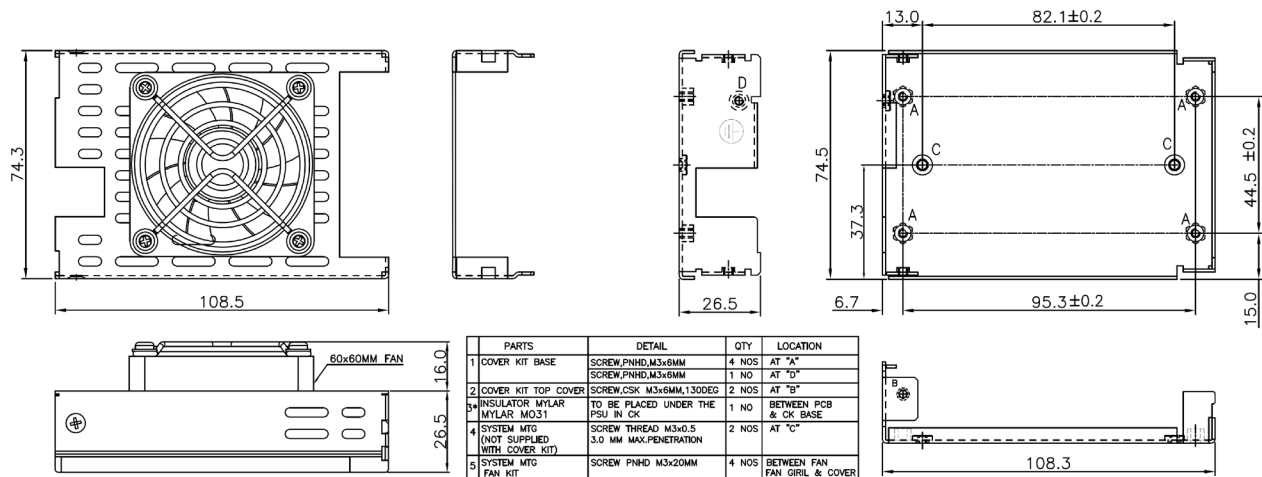 74.3
108.5
D
26.5
13.0
82.1±0.2
A
A
C
C
A
A
74.5
37.3
44.5 ±0.2
6.7
95.3±0.2
15.0
60x60MM FAN
16.0
26.5
PARTS DETAIL QTY LOCATION
1 COVER KIT BASE SCREW,PNHD,M3x6MM 4 NOS AT "A"
SCREW,PNHD,M3x6MM 1 NO AT "D"
2 COVER KIT TOP COVER SCREW,CSK M3x6MM,130DEG 2 NOS AT "B"
3* INSULATOR MYLAR TO BE PLACED UNDER THE 1 NO BETWEEN PCB
MYLAR MO31 PSU IN CK & CK BASE
4 SYSTEM MTG SCREW THREAD M3x0.5 2 NOS AT "C"
(NOT SUPPLIED 3.0 MM MAX.PENETRATION
WITH COVER KIT)
5 SYSTEM MTG SCREW PNHD M3x20MM 4 NOS BETWEEN FAN
FAN KIT FAN GIRIL & COVER
B
108.3